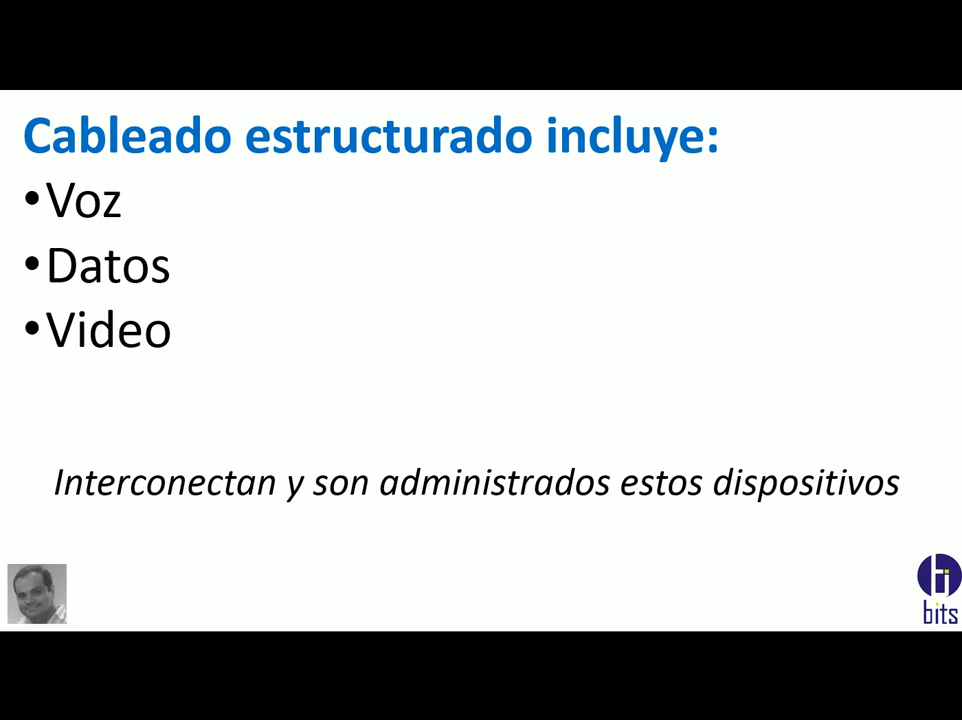 Cableado estructurado incluye:
•Voz
•Datos
•Video
Interconectan y son administrados estos dispositivos
bits